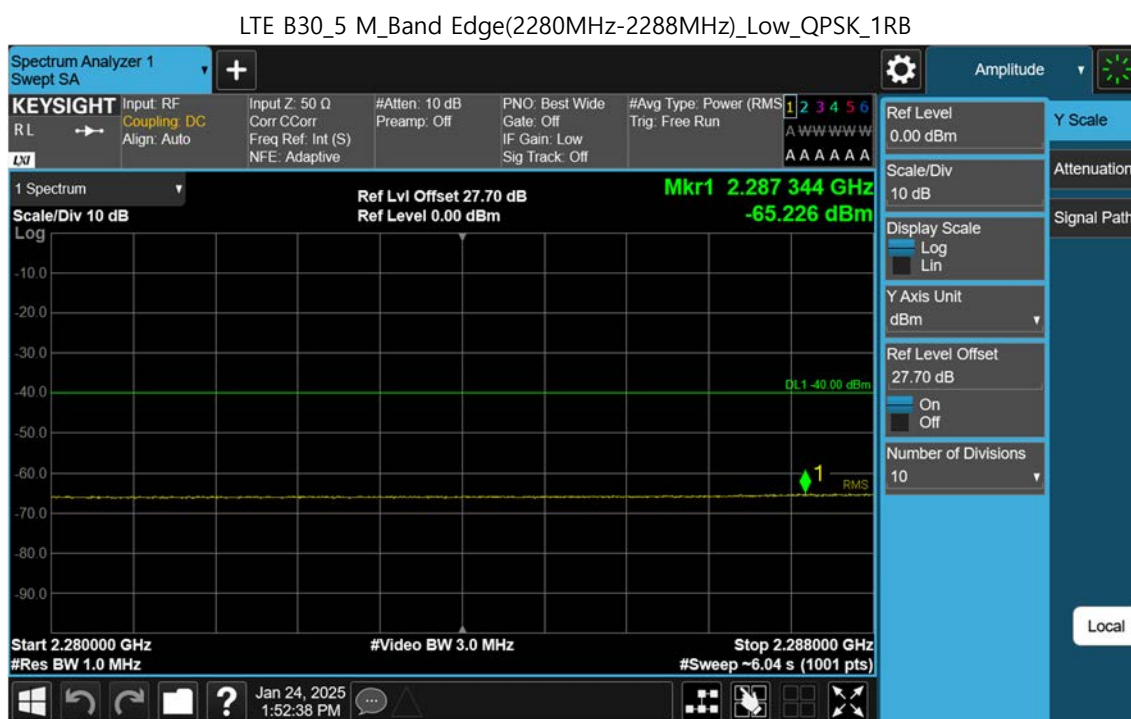 LTE B30_5 M_Band Edge(2280MHz-2288MHz)_Low_QPSK_1RB
Spectrum Analyzer 1
Swept SA
Amplitude
KEYSIGHT
R L
LXI
Input: RF
Coupling: DC
Align: Auto
Input Z: 50 Ω
Corr CCorr
Freq Ref: Int (S)
NFE: Adaptive
#Atten: 10 dB
Preamp: Off
PNO: Best Wide
Gate: Off
IF Gain: Low
Sig Track: Off
#Avg Type: Power (RMS
Trig: Free Run
1 2 3 4 5 6
A W W W W W
A A A A A A
1 Spectrum
Scale/Div 10 dB
Log
Ref Lvl Offset 27.70 dB
Ref Level 0.00 dBm
Mkr1 2.287 344 GHz
-65.226 dBm
-10.0
-20.0
-30.0
-40.0
-50.0
-60.0
-70.0
-80.0
-90.0
DL1 -40.00 dBm
1
RMS
Start 2.280000 GHz
#Res BW 1.0 MHz
#Video BW 3.0 MHz
Stop 2.288000 GHz
#Sweep ~6.04 s (1001 pts)
Ref Level
0.00 dBm
Scale/Div
10 dB
Display Scale
Log
Lin
Y Axis Unit
dBm
Ref Level Offset
27.70 dB
On
Off
Number of Divisions
10
Y Scale
Attenuation
Signal Path
Local
?
Jan 24, 2025
1:52:38 PM